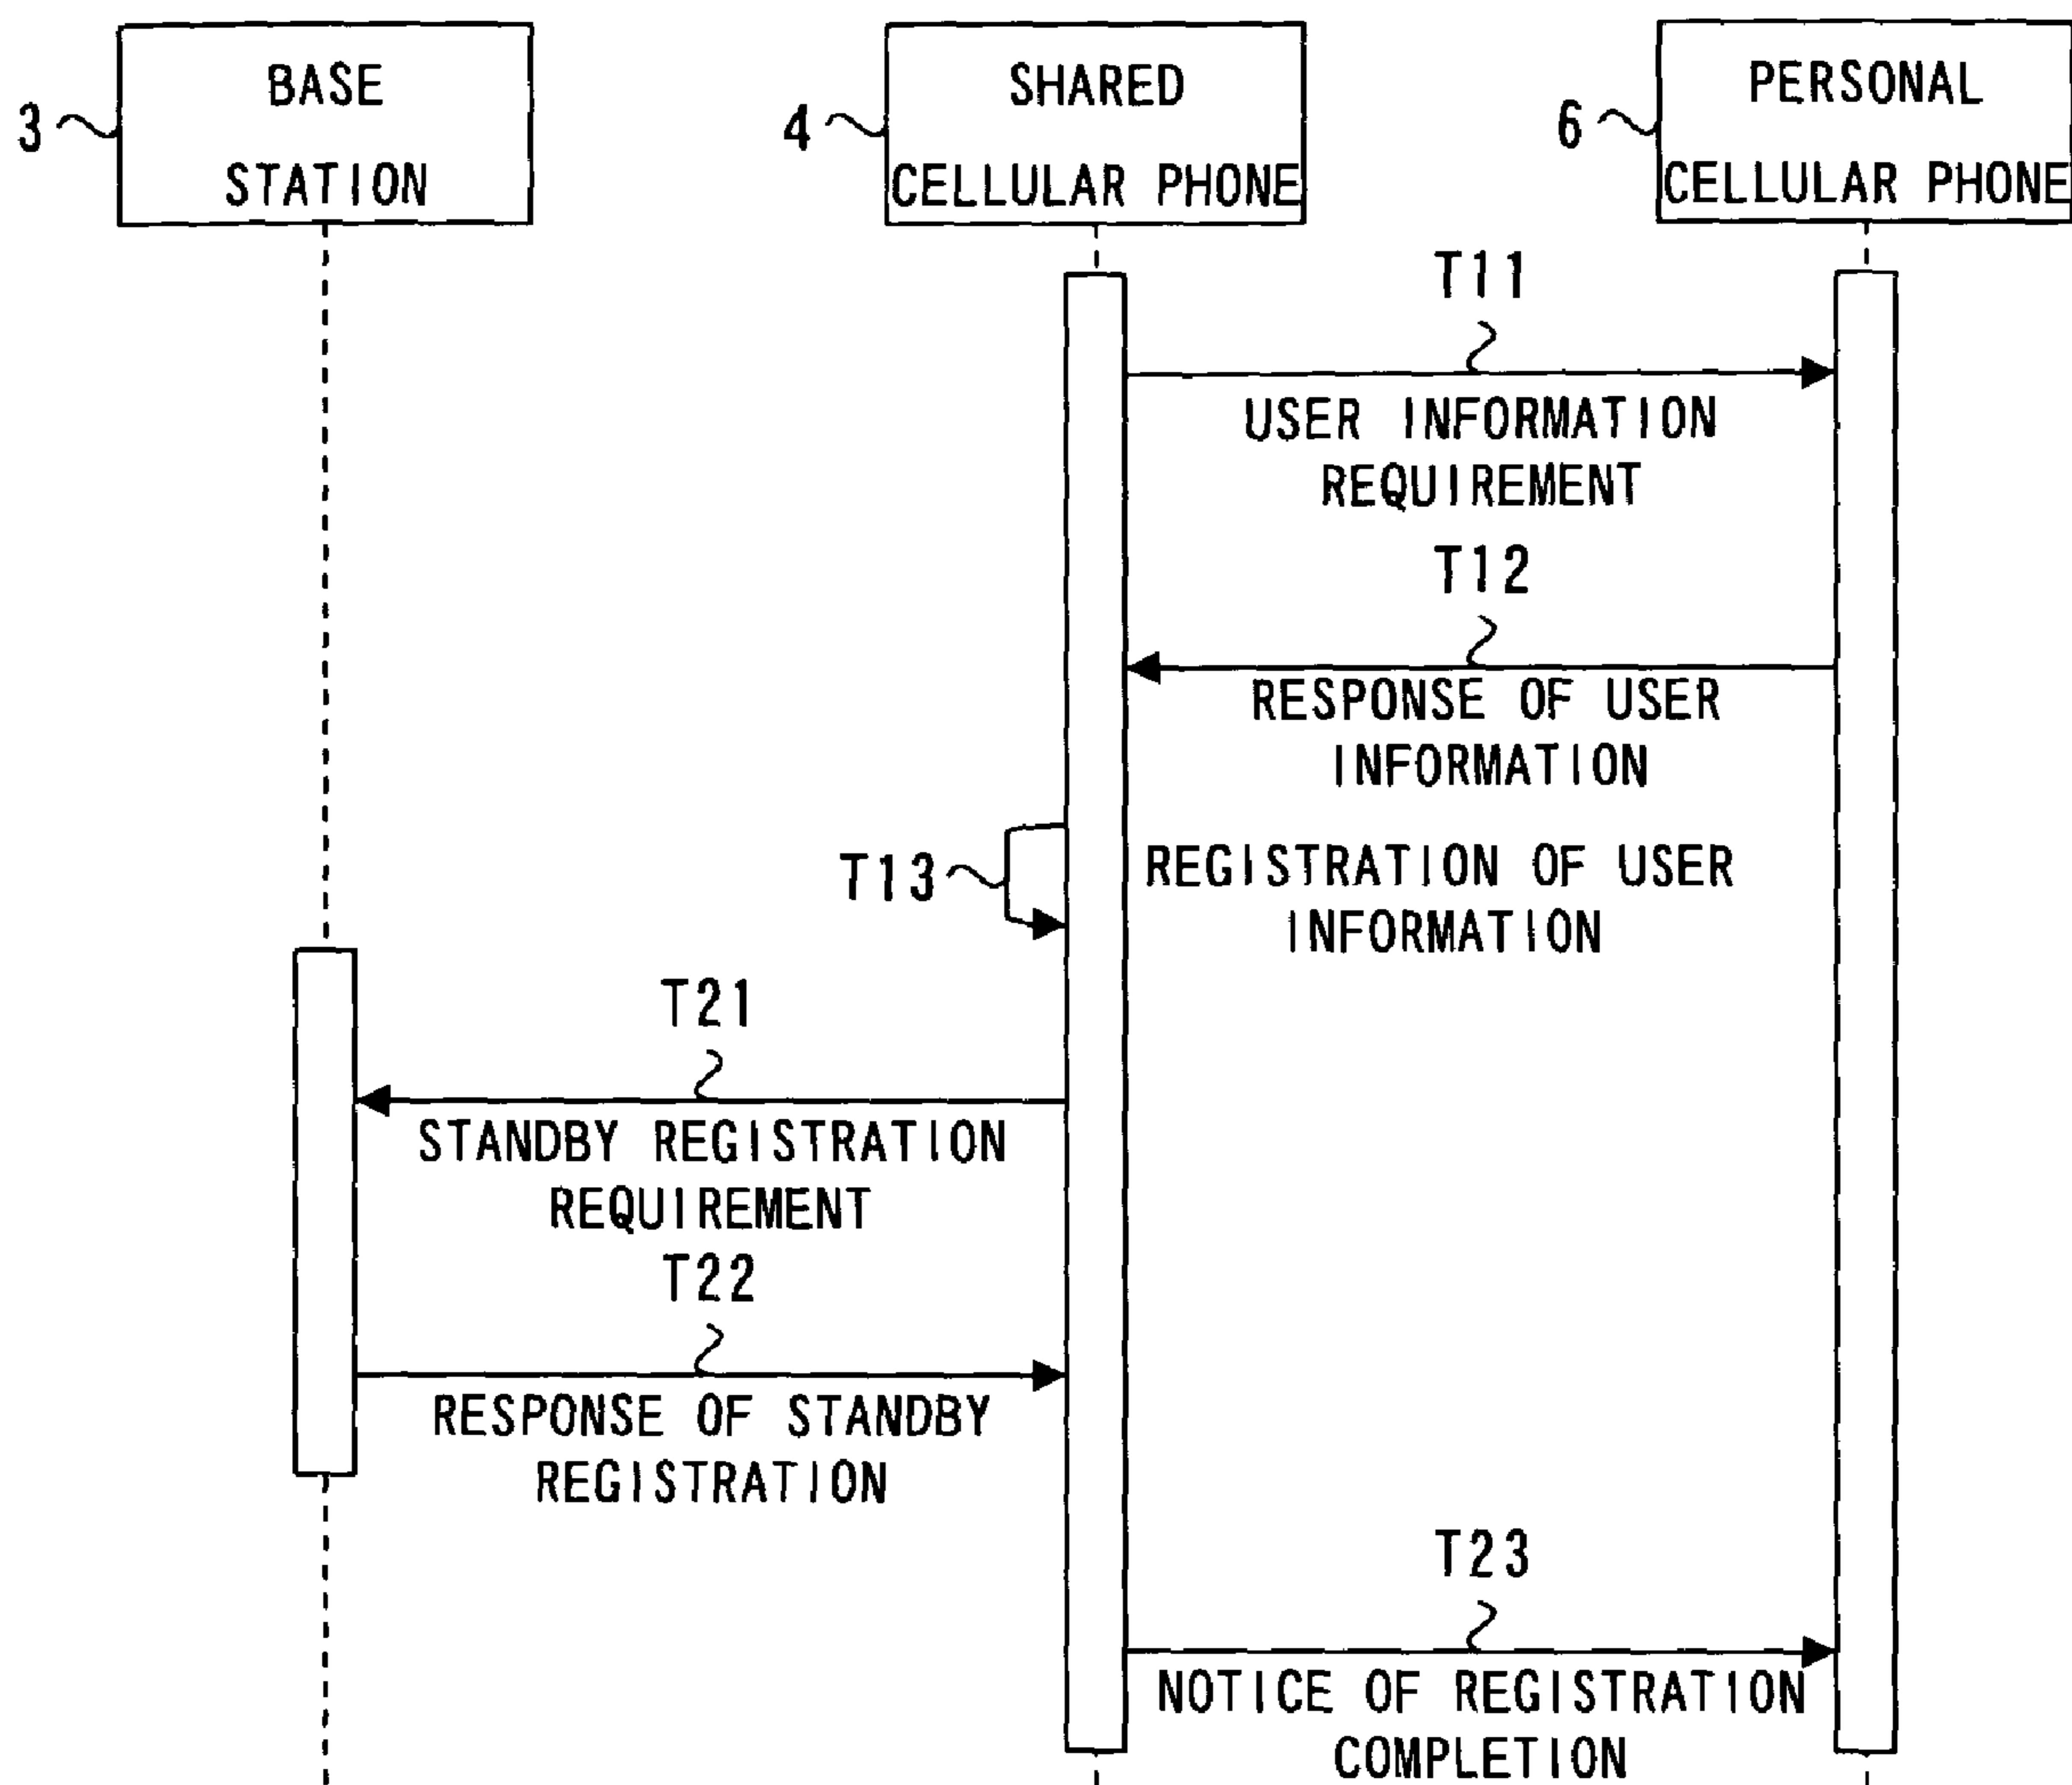 BASE
STATION
3
SHARED
CELLULAR PHONE
4
PERSONAL
CELLULAR PHONE
6
T11
USER INFORMATION
REQUIREMENT
T12
RESPONSE OF USER
INFORMATION
T13
REGISTRATION OF USER
INFORMATION
T21
STANDBY REGISTRATION
REQUIREMENT
T22
RESPONSE OF STANDBY
REGISTRATION
T23
NOTICE OF REGISTRATION
COMPLETION